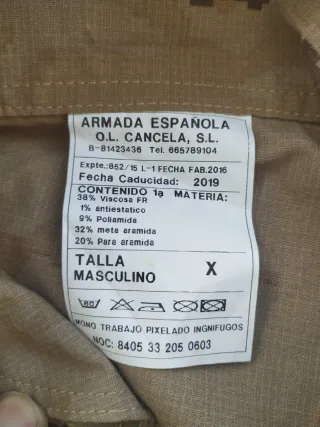 ARMADA ESPAÑOLA
O.L. CANCELA, S.L.
B-81423436 Tel. 665789104
Expte.:852/15 L-1 FECHA FAB.2016
Fecha Caducidad: 2019
CONTENIDO 1a MATERIA:
38% Viscosa FR
1% antiestatico
9% Poliamida
32% meta aramida
20% Para aramida
TALLA X
MASCULINO
MONO TRABAJO PIXELADO INGNIFUGOS
NOC: 8405 33 205 0603